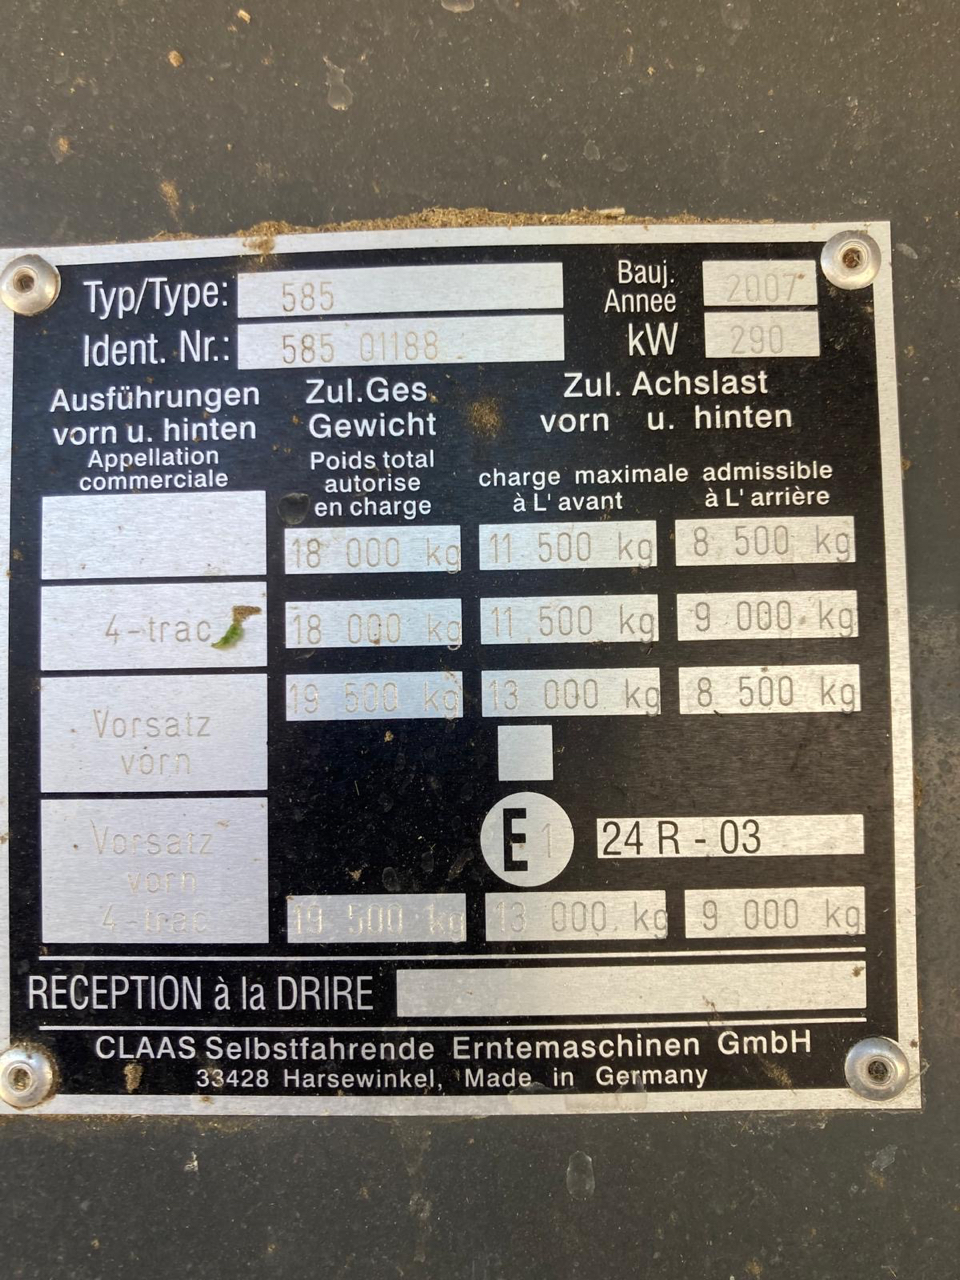 Typ/Type: 585
Bauj. Annee 2007
Ident. Nr.: 585 01188
kW 290
Ausführungen
vorn u. hinten
Appellation
commerciale
Zul.Ges.
Gewicht
Poids total
autorise
en charge
Zul. Achslast
vorn u. hinten
charge maximale admissible
à L'avant à L'arrière
18 000 kg 11 500 kg 8 500 kg
4-trac 18 000 kg 11 500 kg 9 000 kg
19 500 kg 13 000 kg 8 500 kg
Vorsatz
vorn
E 1 24 R - 03
Vorsatz
vorn
4-trac 19 500 kg 13 000 kg 9 000 kg
RECEPTION à la DRIRE
CLAAS Selbstfahrende Erntemaschinen GmbH
33428 Harsewinkel, Made in Germany